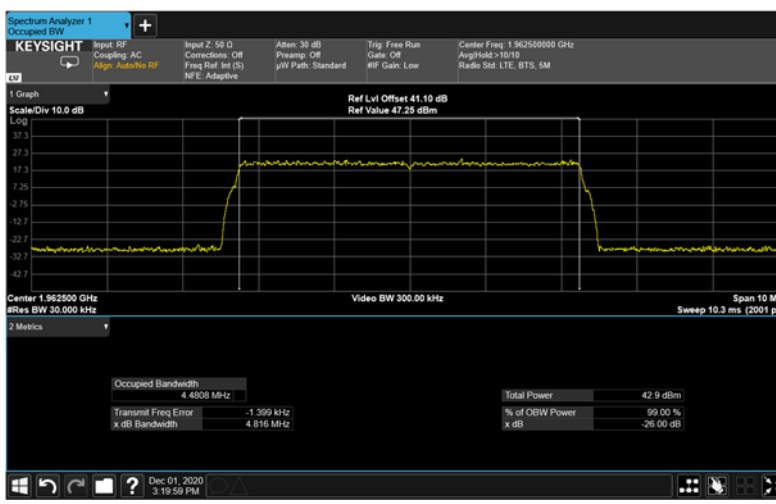 Spectrum Analyzer 1
Occupied BW
KEYSIGHT
Input: RF
Coupling: AC
Align: Auto/No RF
Input Z: 50 Ω
Corrections: Off
Freq Ref: Int (S)
NFE: Adaptive
Atten: 30 dB
Preamp: Off
µW Path: Standard
Trig: Free Run
Gate: Off
#IF Gain: Low
Center Freq: 1.962500000 GHz
Avg|Hold:>10/10
Radio Std: LTE, BTS, 5M
LXI
1 Graph
Scale/Div 10.0 dB
Ref Lvl Offset 41.10 dB
Ref Value 47.25 dBm
Log
37.3
27.3
17.3
7.25
-2.75
-12.7
-22.7
-32.7
-42.7
Center 1.962500 GHz
#Res BW 30.000 kHz
Video BW 300.00 kHz
Span 10 M
Sweep 10.3 ms (2001 p
2 Metrics
Occupied Bandwidth
4.4808 MHz
Transmit Freq Error -1.399 kHz
x dB Bandwidth 4.816 MHz
Total Power 42.9 dBm
% of OBW Power 99.00 %
x dB -26.00 dB
?
Dec 01, 2020
3:19:59 PM